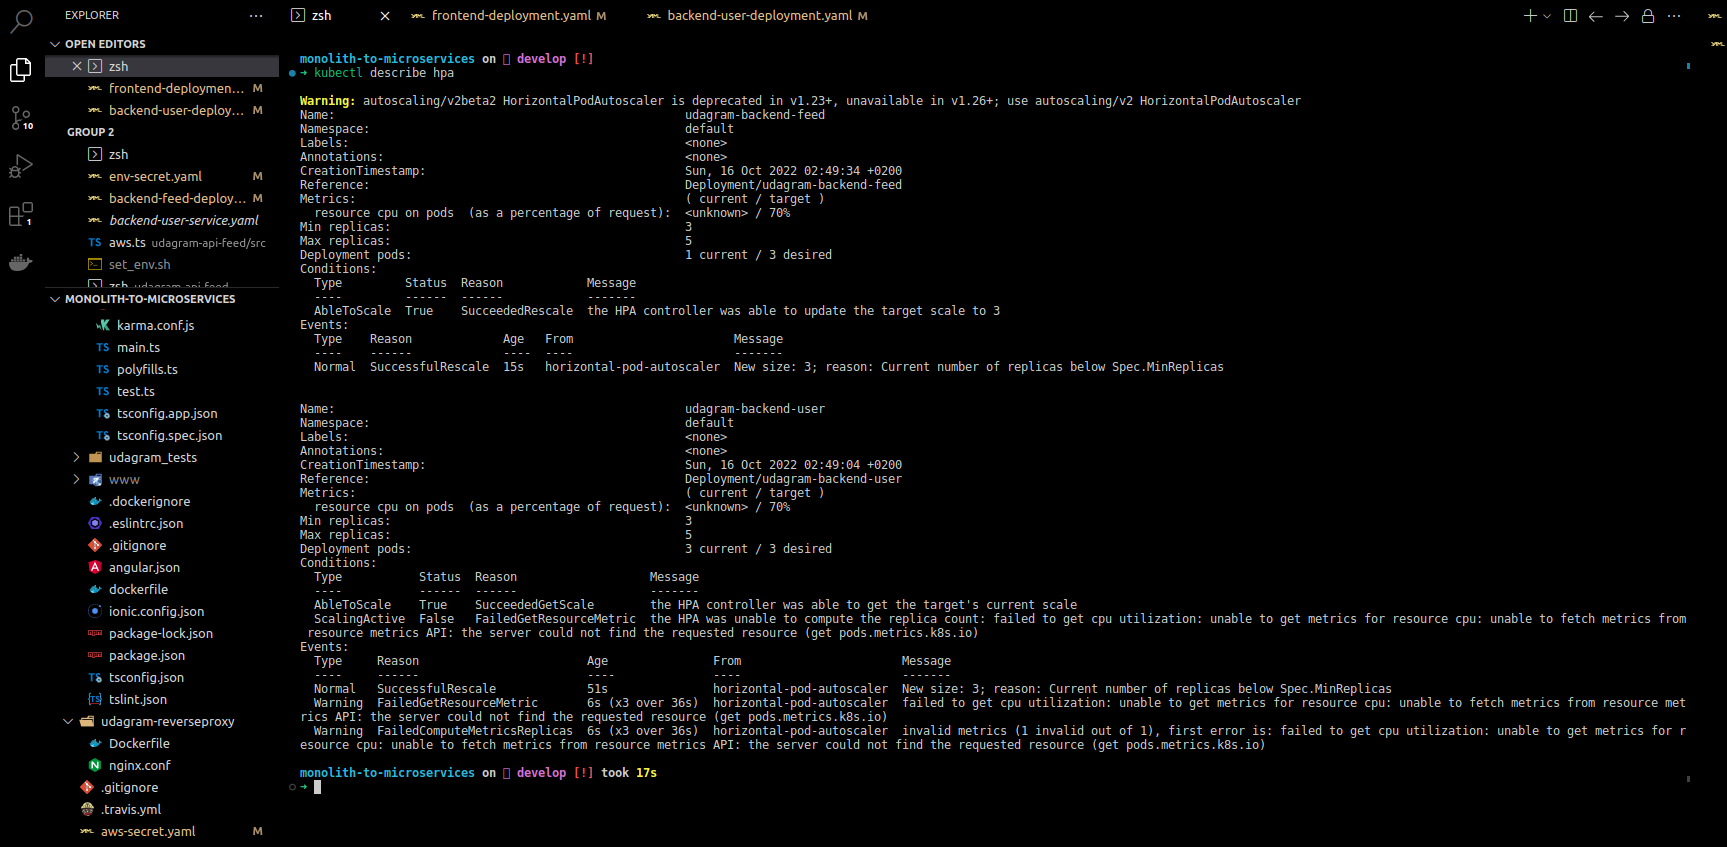 EXPLORER
OPEN EDITORS
zsh
frontend-deploymen... M
backend-user-deploy... M
GROUP 2
zsh
env-secret.yaml M
backend-feed-deploy... M
backend-user-service.yaml
TS aws.ts udagram-api-feed/src
set_env.sh
zsh udagram-api-feed
MONOLITH-TO-MICROSERVICES
karma.conf.js
TS main.ts
TS polyfills.ts
TS test.ts
TS tsconfig.app.json
TS tsconfig.spec.json
udagram_tests
www
.dockerignore
.eslintrc.json
.gitignore
angular.json
dockerfile
ionic.config.json
package-lock.json
package.json
TS tsconfig.json
TS tslint.json
udagram-reverseproxy
Dockerfile
nginx.conf
.gitignore
.travis.yml
aws-secret.yaml M
10
1
zsh
frontend-deployment.yaml M
backend-user-deployment.yaml M
monolith-to-microservices on develop [!]
➜ kubectl describe hpa
Warning: autoscaling/v2beta2 HorizontalPodAutoscaler is deprecated in v1.23+, unavailable in v1.26+; use autoscaling/v2 HorizontalPodAutoscaler
Name: udagram-backend-feed
Namespace: default
Labels: <none>
Annotations: <none>
CreationTimestamp: Sun, 16 Oct 2022 02:49:34 +0200
Reference: Deployment/udagram-backend-feed
Metrics: ( current / target )
resource cpu on pods (as a percentage of request): <unknown> / 70%
Min replicas: 3
Max replicas: 5
Deployment pods: 1 current / 3 desired
Conditions:
Type Status Reason Message
---- ------ ------ -------
AbleToScale True SucceededRescale the HPA controller was able to update the target scale to 3
Events:
Type Reason Age From Message
---- ------ ---- ---- -------
Normal SuccessfulRescale 15s horizontal-pod-autoscaler New size: 3; reason: Current number of replicas below Spec.MinReplicas
Name: udagram-backend-user
Namespace: default
Labels: <none>
Annotations: <none>
CreationTimestamp: Sun, 16 Oct 2022 02:49:04 +0200
Reference: Deployment/udagram-backend-user
Metrics: ( current / target )
resource cpu on pods (as a percentage of request): <unknown> / 70%
Min replicas: 3
Max replicas: 5
Deployment pods: 3 current / 3 desired
Conditions:
Type Status Reason Message
---- ------ ------ -------
AbleToScale True SucceededGetScale the HPA controller was able to get the target's current scale
ScalingActive False FailedGetResourceMetric the HPA was unable to compute the replica count: failed to get cpu utilization: unable to get metrics for resource cpu: unable to fetch metrics from
resource metrics API: the server could not find the requested resource (get pods.metrics.k8s.io)
Events:
Type Reason Age From Message
---- ------ ---- ---- -------
Normal SuccessfulRescale 51s horizontal-pod-autoscaler New size: 3; reason: Current number of replicas below Spec.MinReplicas
Warning FailedGetResourceMetric 6s (x3 over 36s) horizontal-pod-autoscaler failed to get cpu utilization: unable to get metrics for resource cpu: unable to fetch metrics from resource met
rics API: the server could not find the requested resource (get pods.metrics.k8s.io)
Warning FailedComputeMetricsReplicas 6s (x3 over 36s) horizontal-pod-autoscaler invalid metrics (1 invalid out of 1), first error is: failed to get cpu utilization: unable to get metrics for r
esource cpu: unable to fetch metrics from resource metrics API: the server could not find the requested resource (get pods.metrics.k8s.io)
monolith-to-microservices on develop [!] took 17s
➜